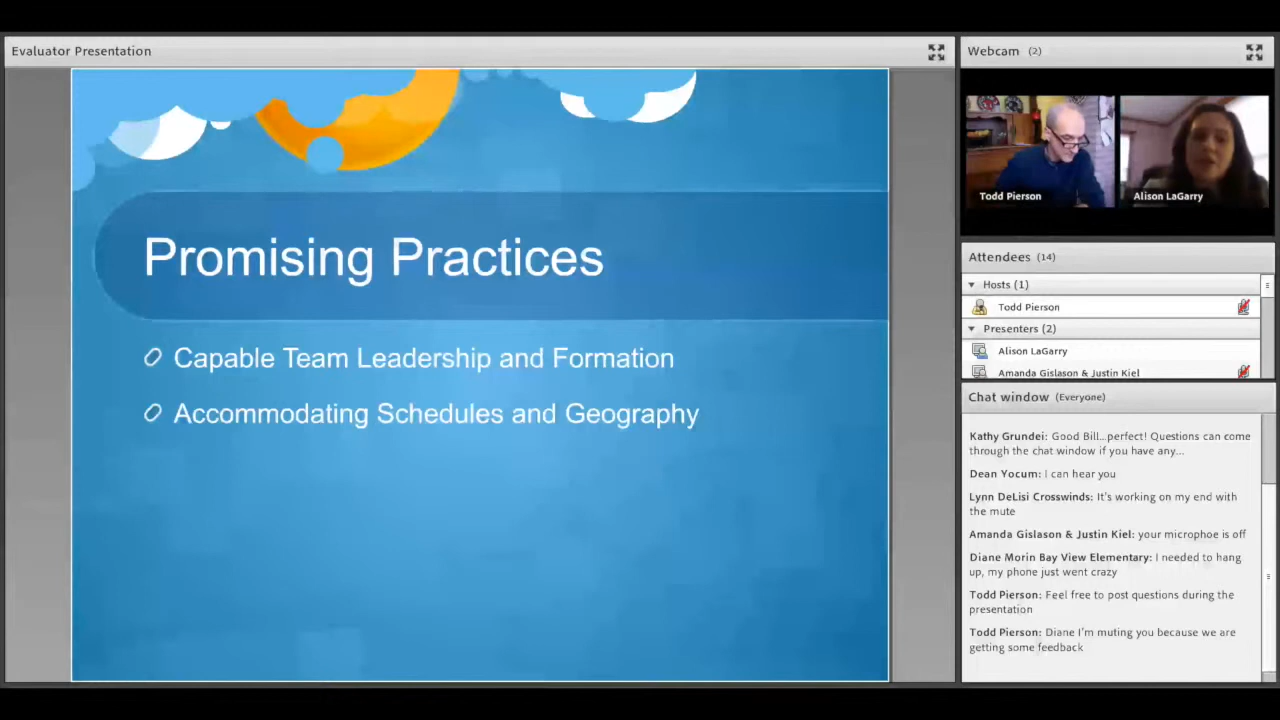 Evaluator Presentation
Promising Practices
Capable Team Leadership and Formation
Accommodating Schedules and Geography
Webcam (2)
Todd Pierson
Alison LaGarry
Attendees (14)
Hosts (1)
Todd Pierson
Presenters (2)
Alison LaGarry
Amanda Gislason & Justin Kiel
Chat window (Everyone)
Kathy Grundei: Good Bill...perfect! Questions can come
through the chat window if you have any...
Dean Yocum: I can hear you
Lynn DeLisi Crosswinds: It's working on my end with
the mute
Amanda Gislason & Justin Kiel: your microphoe is off
Diane Morin Bay View Elementary: I needed to hang
up, my phone just went crazy
Todd Pierson: Feel free to post questions during the
presentation
Todd Pierson: Diane I'm muting you because we are
getting some feedback